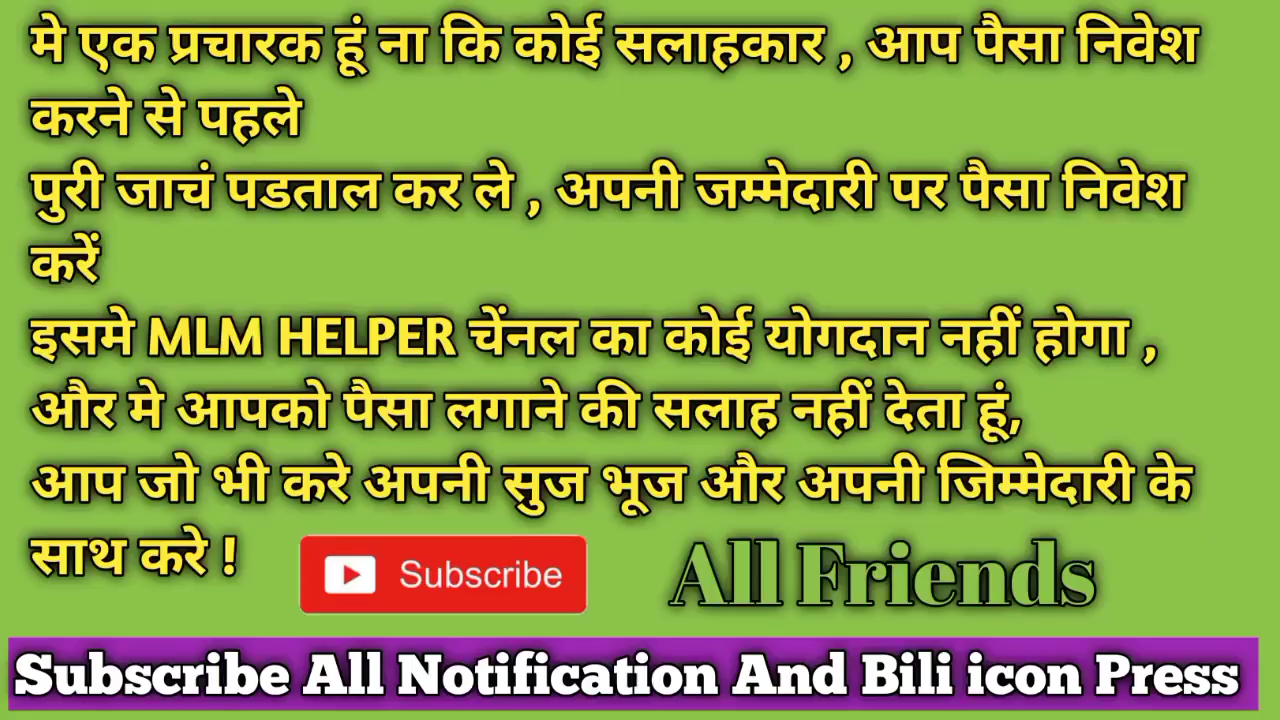 मे एक प्रचारक हूं ना कि कोई सलाहकार , आप पैसा निवेश
करने से पहले
पुरी जाचं पडताल कर ले , अपनी जम्मेदारी पर पैसा निवेश
करें
इसमे MLM HELPER चेंनल का कोई योगदान नहीं होगा ,
और मे आपको पैसा लगाने की सलाह नहीं देता हूं,
आप जो भी करे अपनी सुज भूज और अपनी जिम्मेदारी के
साथ करे !
Subscribe
All Friends
Subscribe All Notification And Bili icon Press